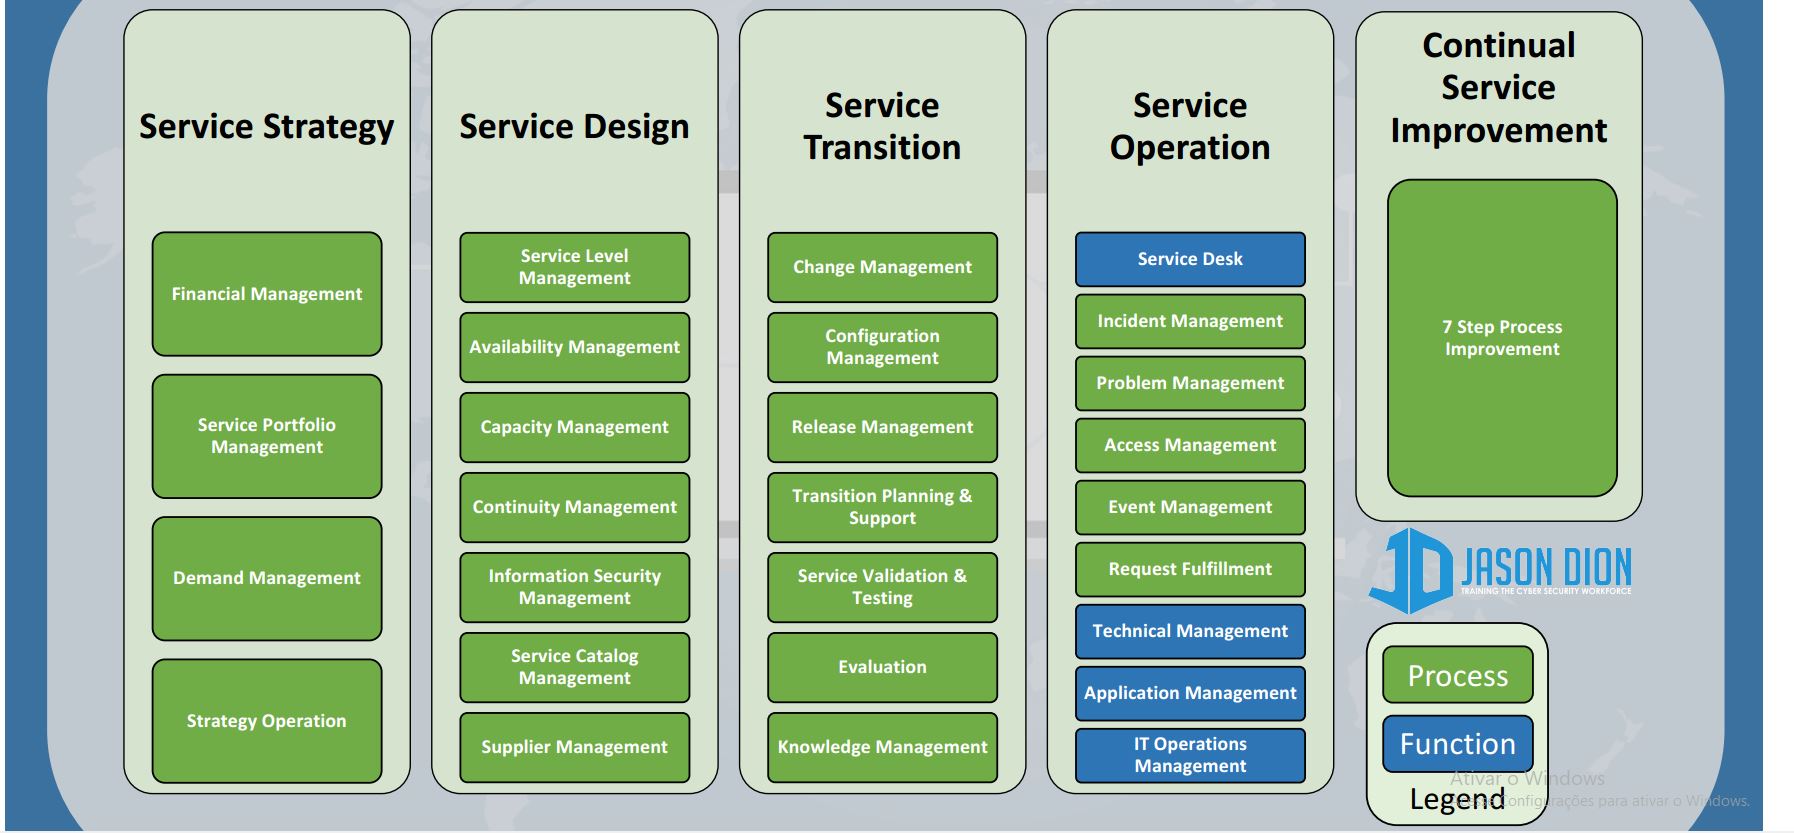 Service Strategy
Financial Management
Service Portfolio
Management
Demand Management
Strategy Operation
Service Design
Service Level
Management
Availability Management
Capacity Management
Continuity Management
Information Security
Management
Service Catalog
Management
Supplier Management
Service
Transition
Change Management
Configuration
Management
Release Management
Transition Planning &
Support
Service Validation &
Testing
Evaluation
Knowledge Management
Service
Operation
Service Desk
Incident Management
Problem Management
Access Management
Event Management
Request Fulfillment
Technical Management
Application Management
IT Operations
Management
Continual
Service
Improvement
7 Step Process
Improvement
JD JASON DION
TRAINING THE CYBER SECURITY WORKFORCE
Process
Function
Legend
Ativar o Windows
Acesse Configurações para ativar o Windows.